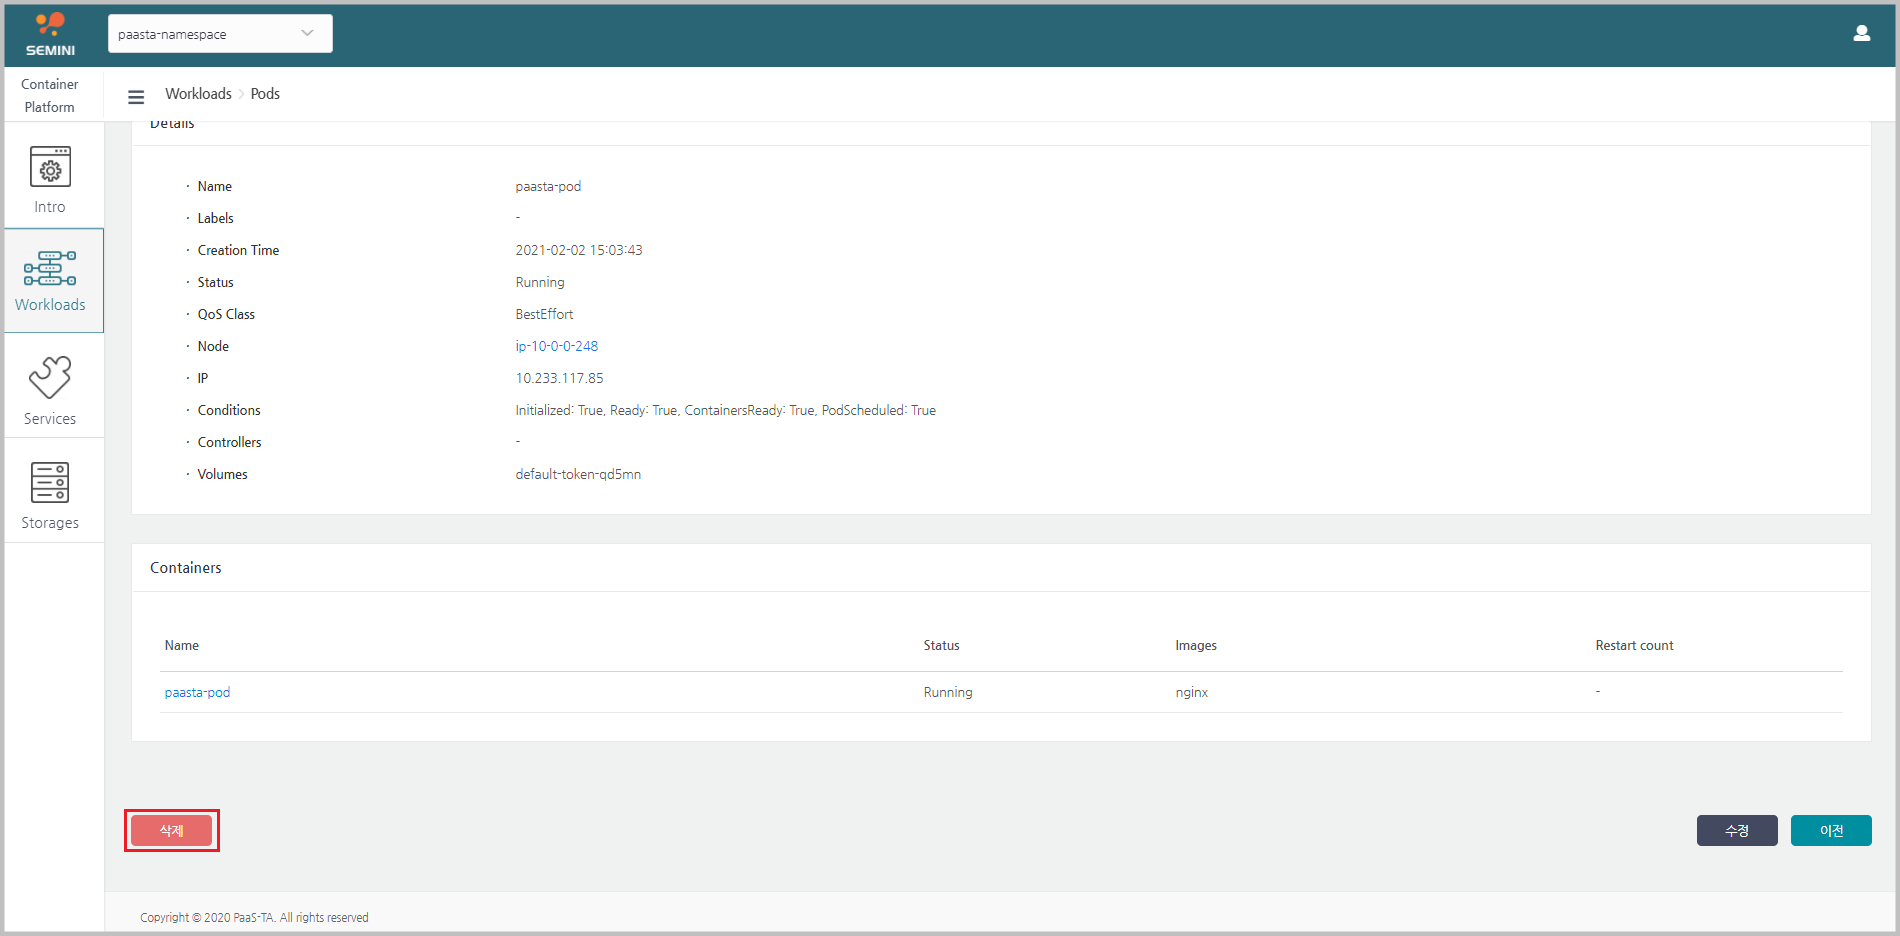 SEMINI
paasta-namespace
Container
Platform
Workloads > Pods
Details
Intro
Workloads
Services
Storages
· Name paasta-pod
· Labels -
· Creation Time 2021-02-02 15:03:43
· Status Running
· QoS Class BestEffort
· Node ip-10-0-0-248
· IP 10.233.117.85
· Conditions Initialized: True, Ready: True, ContainersReady: True, PodScheduled: True
· Controllers -
· Volumes default-token-qd5mn
Containers
Name Status Images Restart count
paasta-pod Running nginx -
삭제 수정 이전
Copyright © 2020 PaaS-TA. All rights reserved